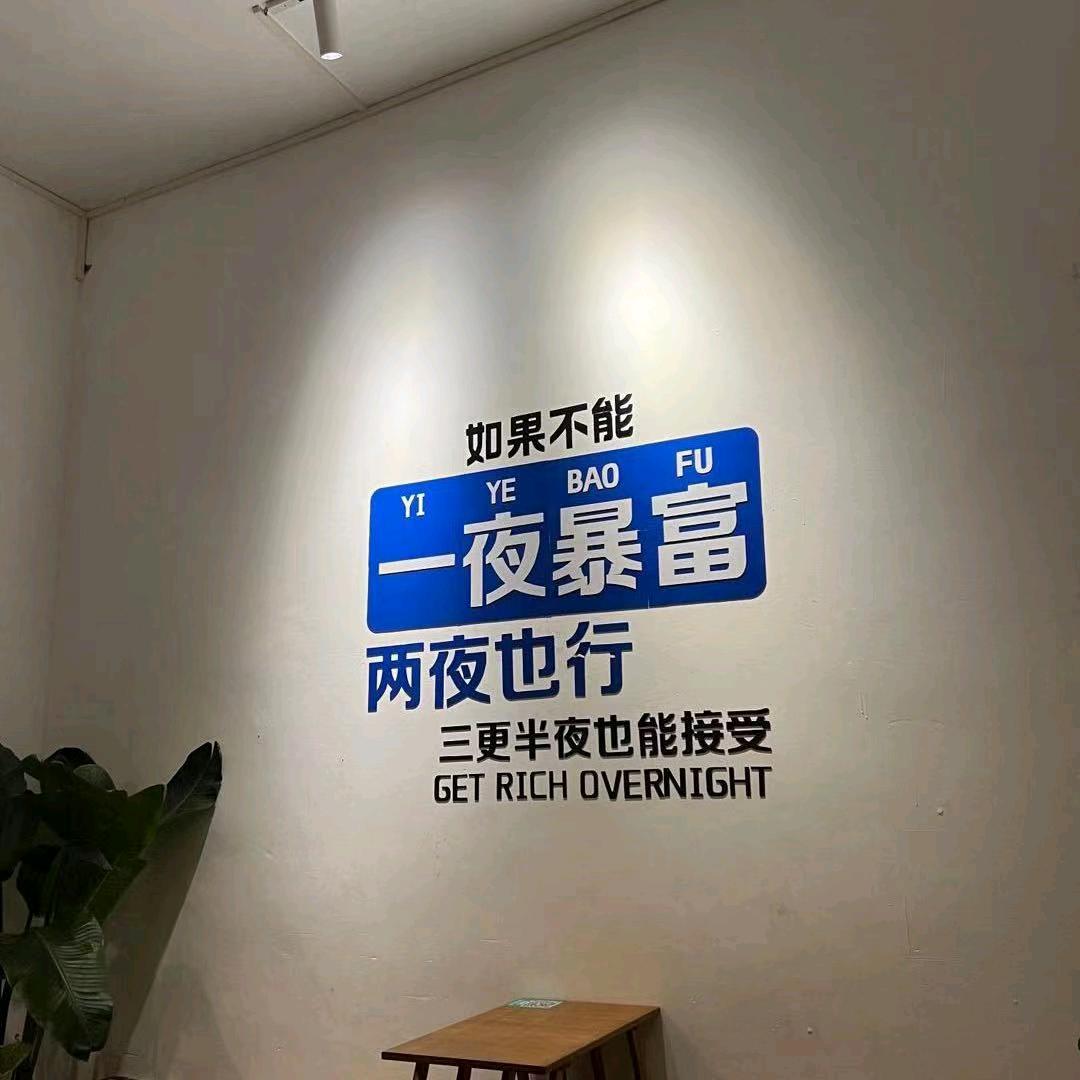 如果不能
YI YE BAO FU
一夜暴富
两夜也行
三更半夜也能接受
GET RICH OVERNIGHT